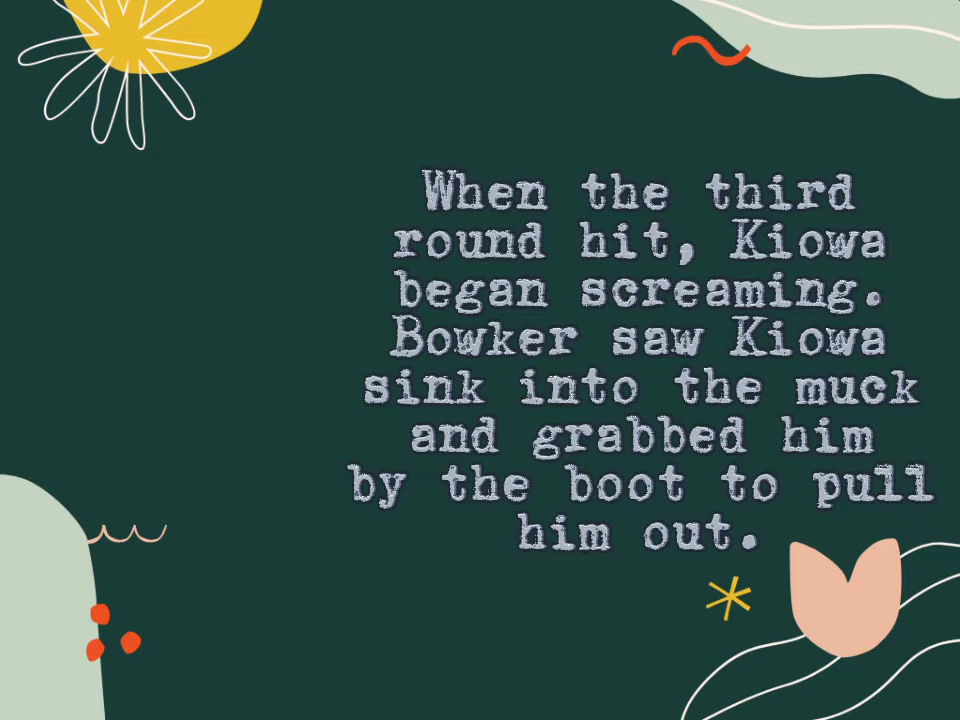 When the third
round hit, Kiowa
began screaming.
Bowker saw Kiowa
sink into the muck
and grabbed him
by the boot to pull
him out.